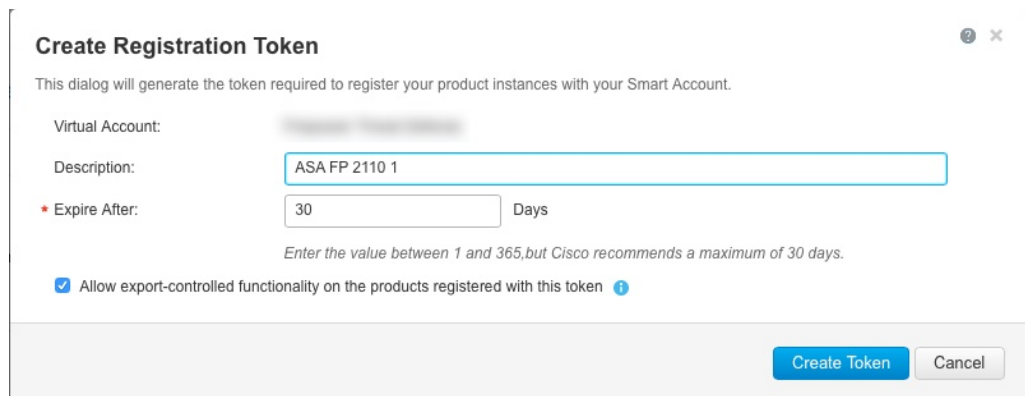 Create Registration Token
This dialog will generate the token required to register your product instances with your Smart Account.
Virtual Account:
Description: ASA FP 2110 1
* Expire After: 30 Days
Enter the value between 1 and 365,but Cisco recommends a maximum of 30 days.
Allow export-controlled functionality on the products registered with this token
Create Token Cancel